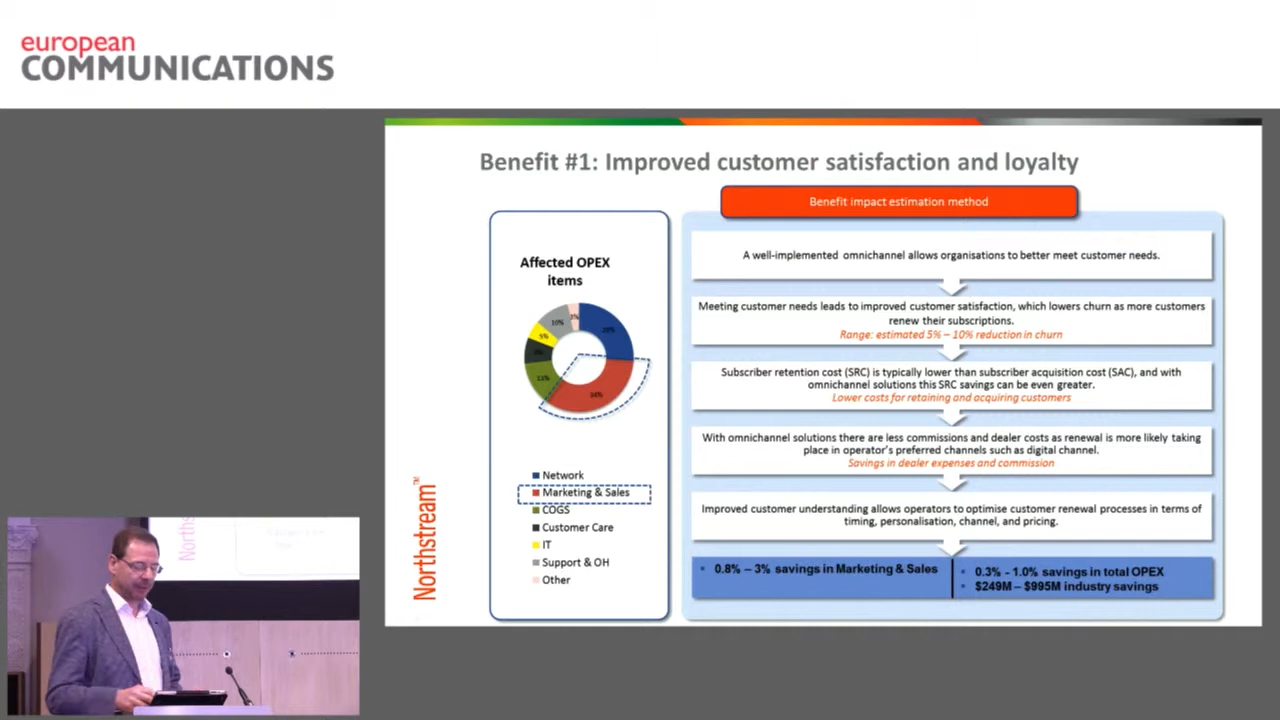 european
COMMUNICATIONS
Benefit #1: Improved customer satisfaction and loyalty
Benefit impact estimation method
Affected OPEX
items
5%
13%
34%
Network
Marketing & Sales
COGS
Customer Care
IT
Support & OH
Other
Northstream™
A well-implemented omnichannel allows organisations to better meet customer needs.
Meeting customer needs leads to improved customer satisfaction, which lowers churn as more customers
renew their subscriptions.
Range: estimated 5% – 10% reduction in churn
Subscriber retention cost (SRC) is typically lower than subscriber acquisition cost (SAC), and with
omnichannel solutions this SRC savings can be even greater.
Lower costs for retaining and acquiring customers
With omnichannel solutions there are less commissions and dealer costs as renewal is more likely taking
place in operator's preferred channels such as digital channel.
Savings in dealer expenses and commission
Improved customer understanding allows operators to optimise customer renewal processes in terms of
timing, personalisation, channel, and pricing.
• 0.8% – 3% savings in Marketing & Sales
• 0.3% - 1.0% savings in total OPEX
• $249M – $995M industry savings